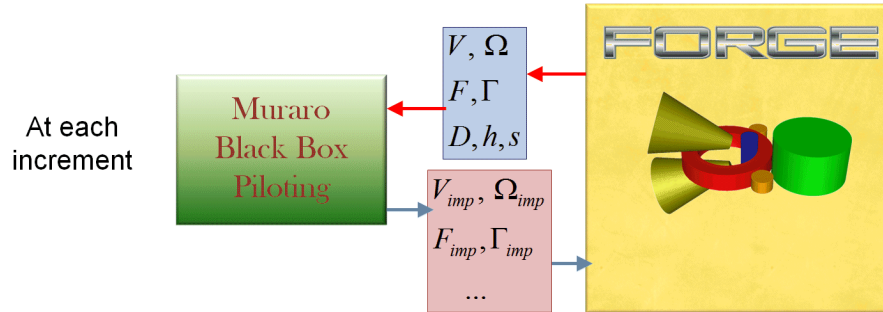 At each
increment
Muraro
Black Box
Piloting
V, Ω
F, Γ
D, h, s
V_imp, Ω_imp
F_imp, Γ_imp
...
FORGE